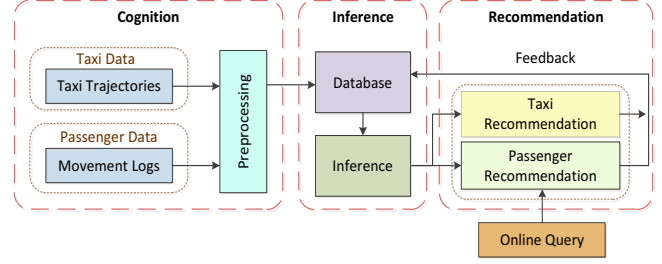 Cognition
Inference
Recommendation
Taxi Data
Taxi Trajectories
Passenger Data
Movement Logs
Preprocessing
Database
Inference
Feedback
Taxi
Recommendation
Passenger
Recommendation
Online Query